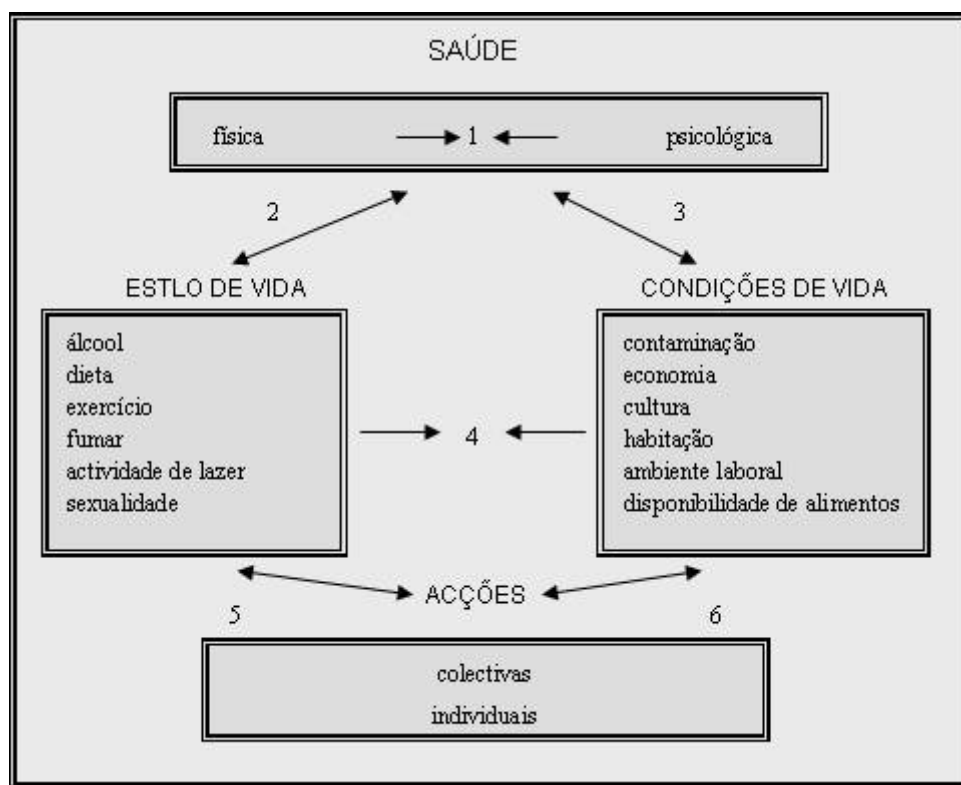 SAÚDE
física 1 psicológica
2 3
ESTLO DE VIDA CONDIÇÕES DE VIDA
álcool
dieta
exercício
fumar
actividade de lazer
sexualidade
4
contaminação
economia
cultura
habitação
ambiente laboral
disponibilidade de alimentos
ACÇÕES
5 6
colectivas
individuais